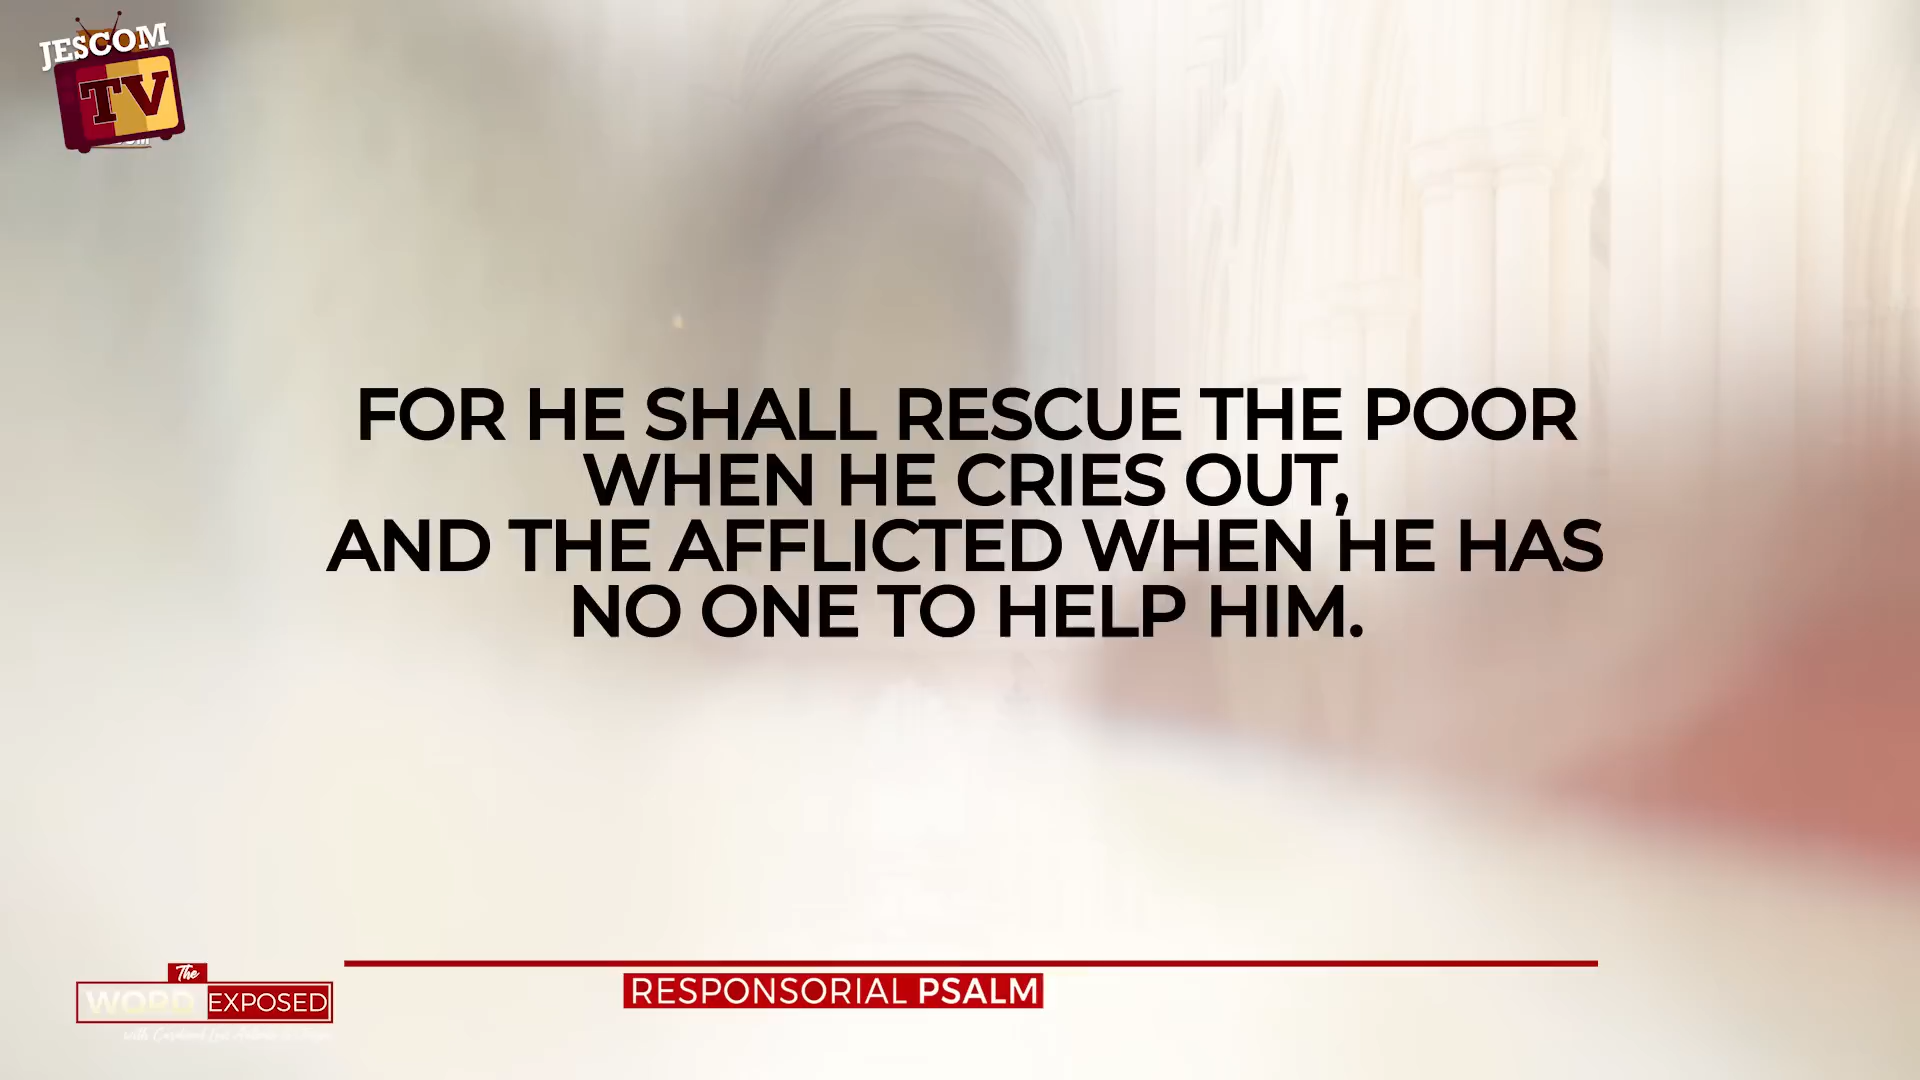 JESCOM
TV
FOR HE SHALL RESCUE THE POOR
WHEN HE CRIES OUT,
AND THE AFFLICTED WHEN HE HAS
NO ONE TO HELP HIM.
The
WORD EXPOSED
RESPONSORIAL PSALM